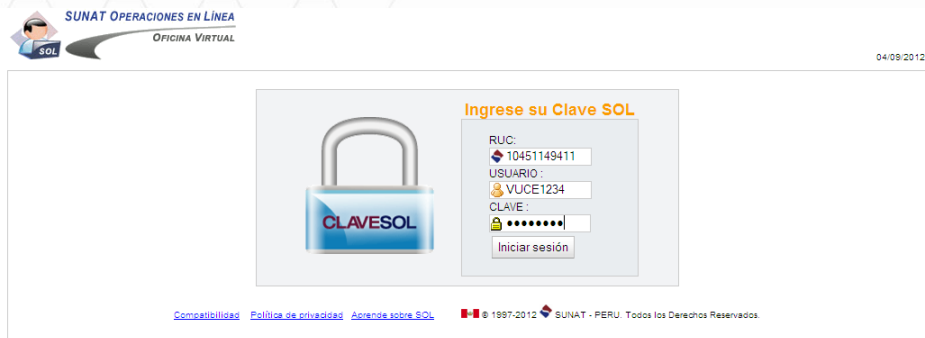 SUNAT OPERACIONES EN LÍNEA
OFICINA VIRTUAL
SOL
04/09/2012
Ingrese su Clave SOL
RUC:
10451149411
USUARIO :
VUCE1234
CLAVE :
••••••••
CLAVESOL
Iniciar sesión
Compatibilidad Política de privacidad Aprende sobre SOL © 1997-2012 SUNAT - PERU. Todos los Derechos Reservados.